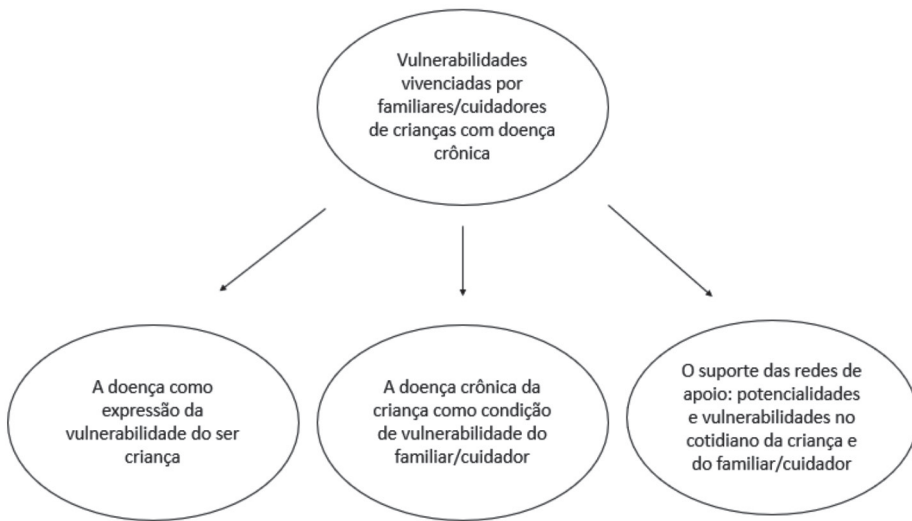 Vulnerabilidades
vivenciadas por
familiares/cuidadores
de crianças com doença
crônica
A doença como
expressão da
vulnerabilidade do ser
criança
A doença crônica da
criança como condição
de vulnerabilidade do
familiar/cuidador
O suporte das redes de
apoio: potencialidades
e vulnerabilidades no
cotidiano da criança e
do familiar/cuidador